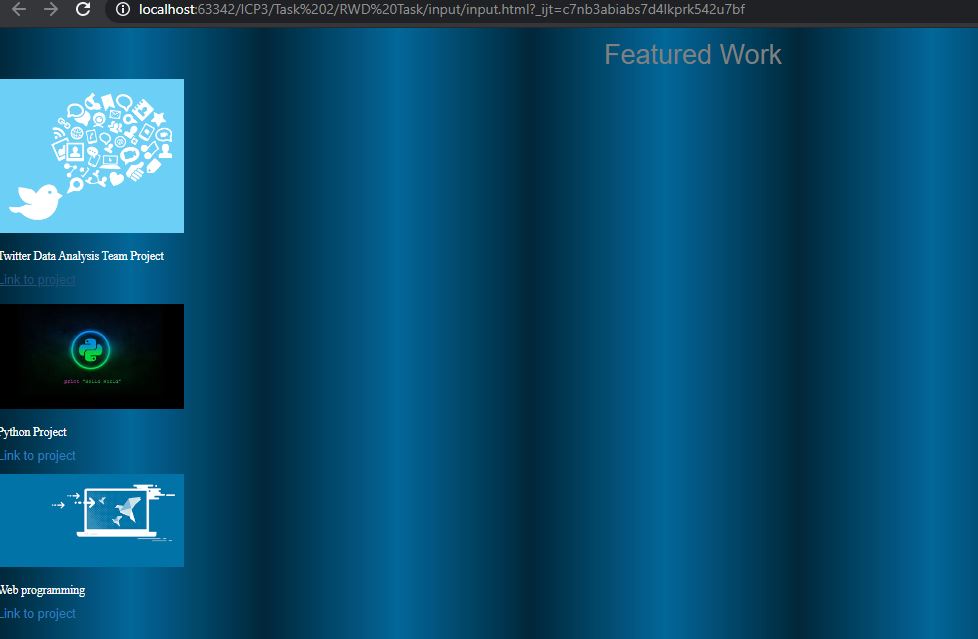 localhost:63342/ICP3/Task%202/RWD%20Task/input/input.html?_ijt=c7nb3abiabs7d4lkprk542u7bf
Featured Work
Twitter Data Analysis Team Project
Link to project
print "Hello World"
Python Project
Link to project
Web programming
Link to project